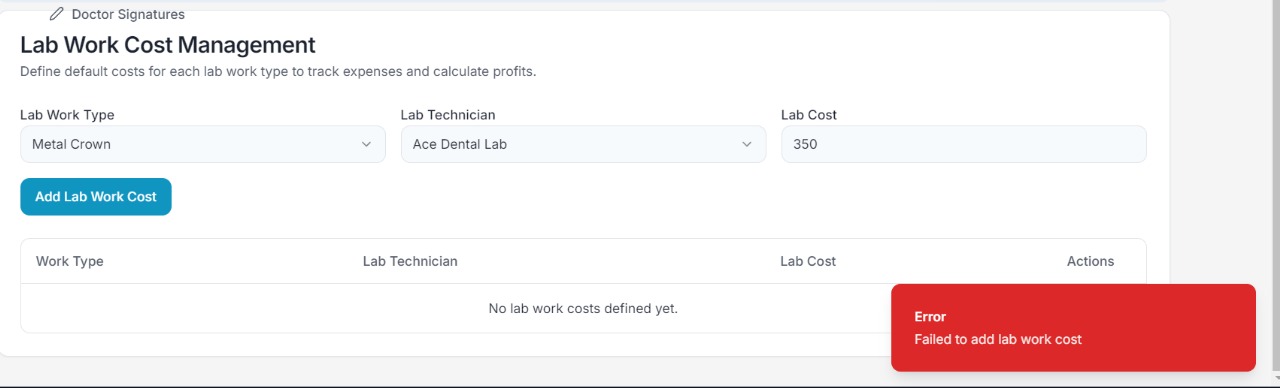 Doctor Signatures
Lab Work Cost Management
Define default costs for each lab work type to track expenses and calculate profits.
Lab Work Type Lab Technician Lab Cost
Metal Crown Ace Dental Lab 350
Add Lab Work Cost
Work Type Lab Technician Lab Cost Actions
No lab work costs defined yet.
Error
Failed to add lab work cost